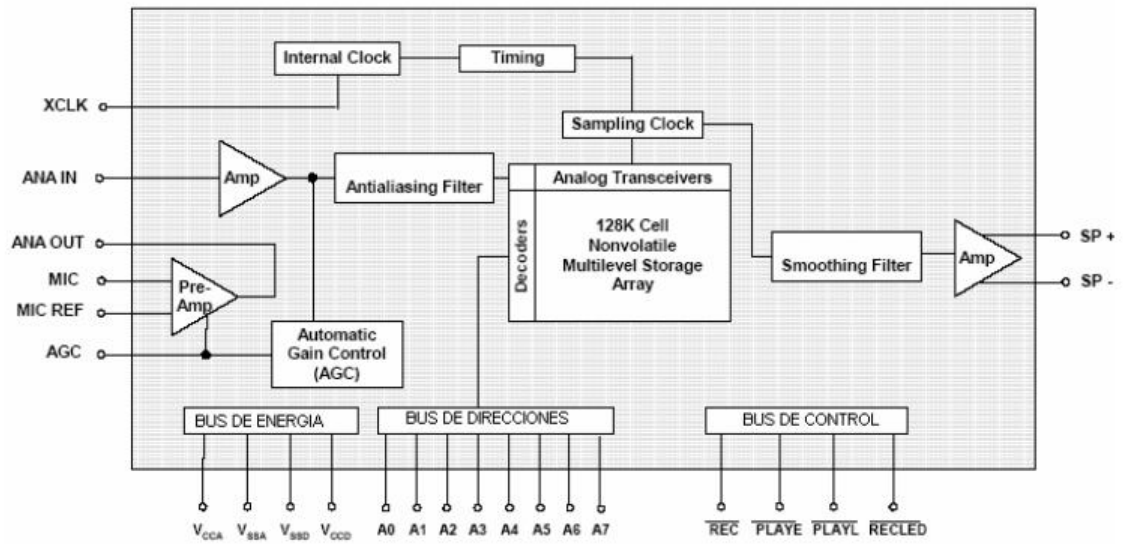 Internal Clock
Timing
XCLK
Sampling Clock
ANA IN
Amp
Antialiasing Filter
Analog Transceivers
Decoders
128K Cell
Nonvolatile
Multilevel Storage
Array
ANA OUT
MIC
Pre-
Amp
MIC REF
Smoothing Filter
Amp
SP +
SP -
AGC
Automatic
Gain Control
(AGC)
BUS DE ENERGIA
BUS DE DIRECCIONES
BUS DE CONTROL
VCCA VSSA VSSD VCCD A0 A1 A2 A3 A4 A5 A6 A7 REC PLAYE PLAYL RECLED